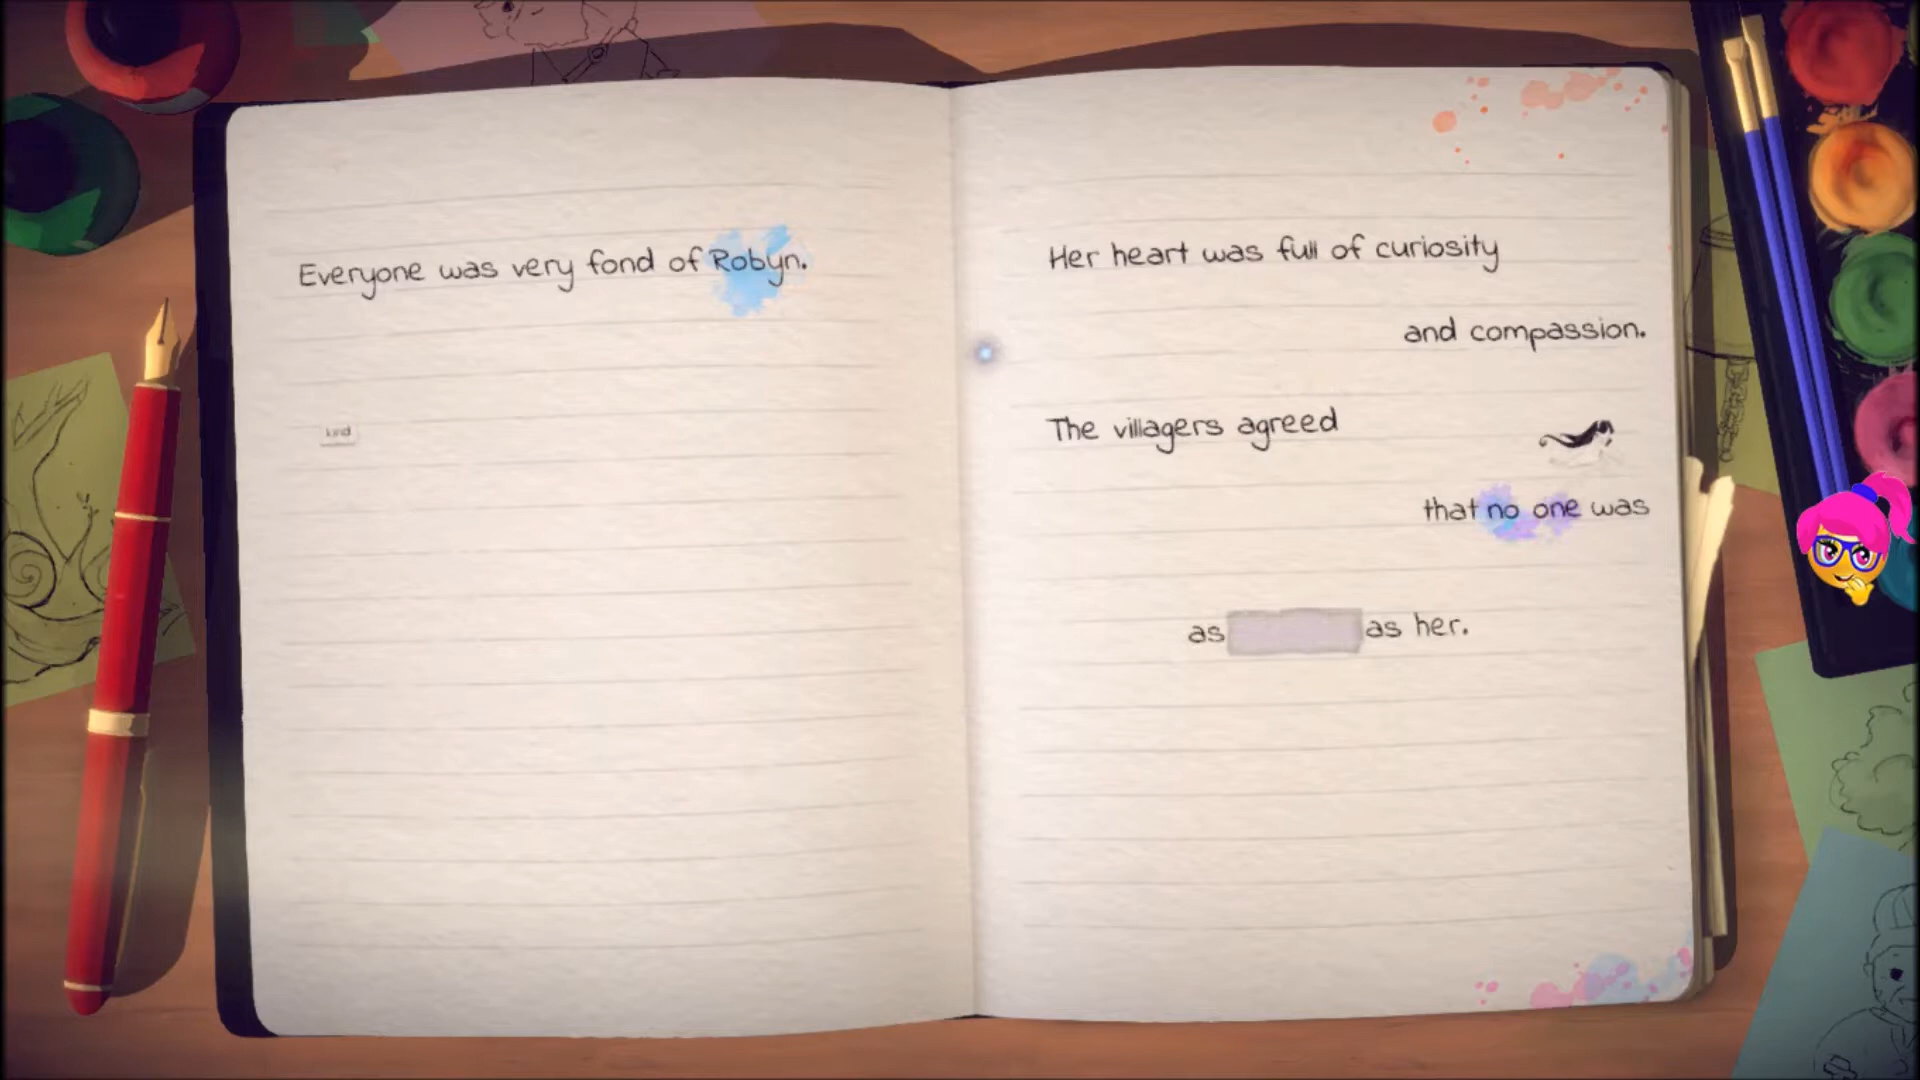 Everyone was very fond of Robyn.
kind
Her heart was full of curiosity
and compassion.
The villagers agreed
that no one was
as as her.